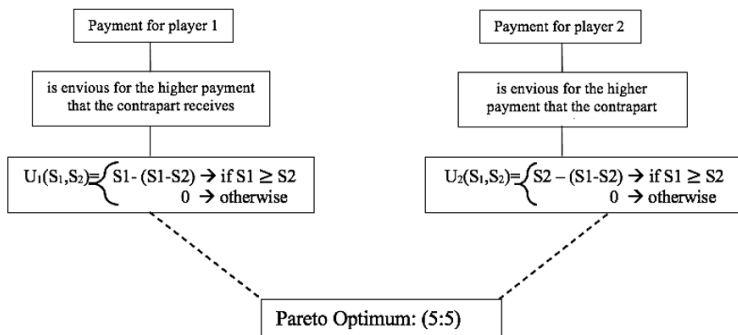 Payment for player 1
is envious for the higher payment
that the contrapart receives
U₁(S₁,S₂)= S1- (S1-S2) → if S1 ≥ S2
0 → otherwise
Payment for player 2
is envious for the higher
payment that the contrapart
U₂(S₁,S₂)= S2 – (S1-S2) → if S1 ≥ S2
0 → otherwise
Pareto Optimum: (5:5)